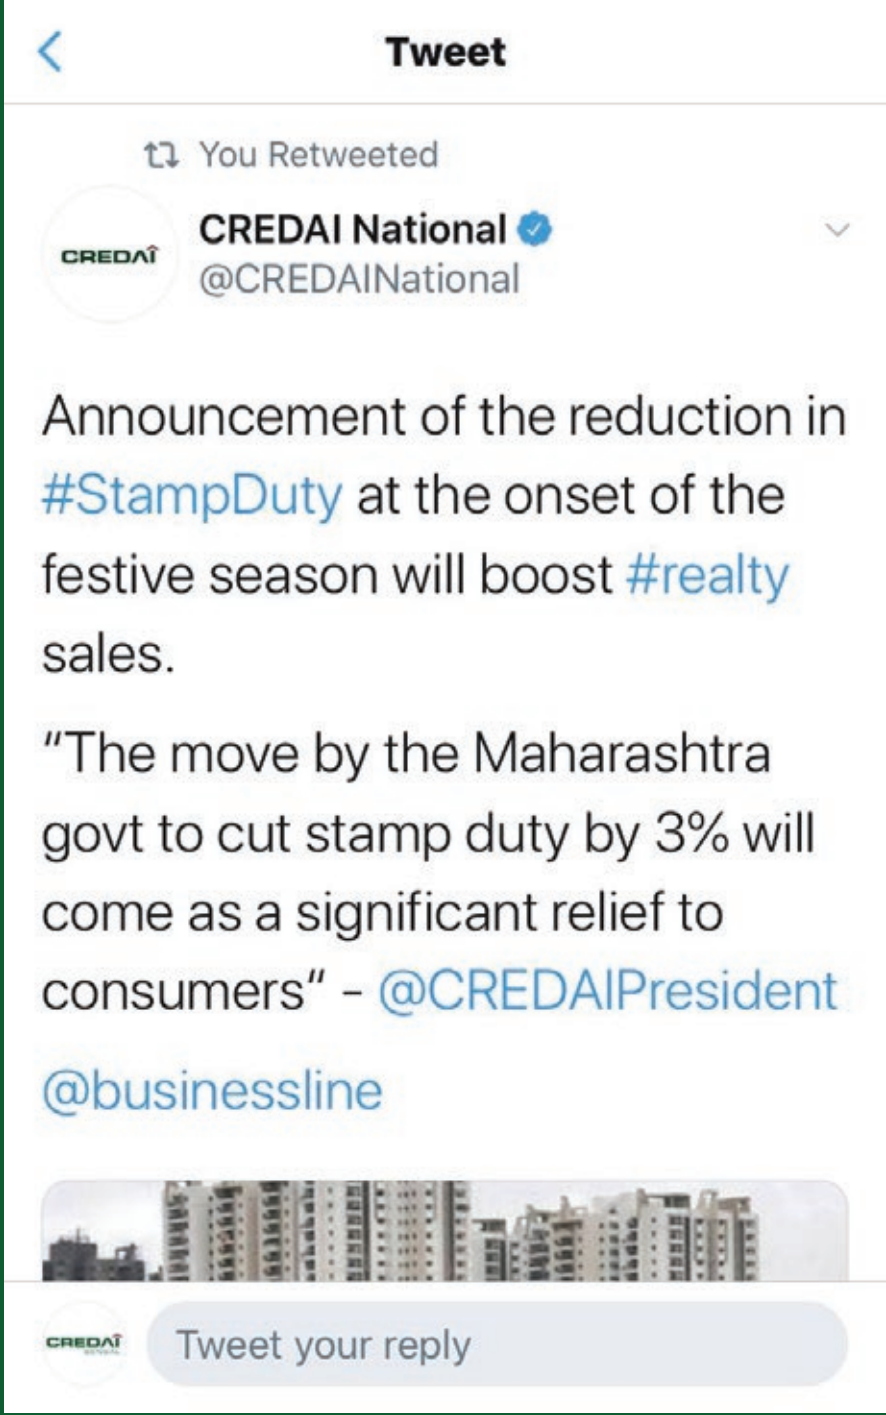 Tweet
You Retweeted
CREDAI National
CREDAI
@CREDAINational
Announcement of the reduction in
#StampDuty at the onset of the
festive season will boost #realty
sales.
"The move by the Maharashtra
govt to cut stamp duty by 3% will
come as a significant relief to
consumers" - @CREDAIPresident
@businessline
CREDAI
Tweet your reply